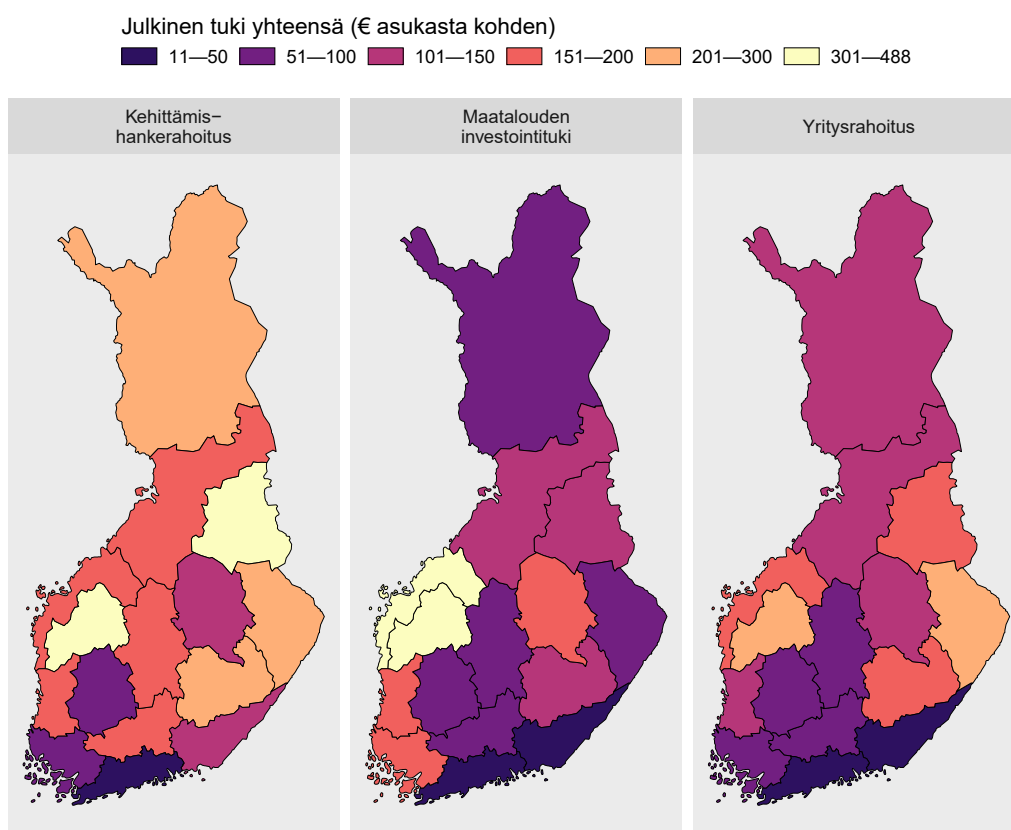 Julkinen tuki yhteensä (€ asukasta kohden)
11—50 51—100 101—150 151—200 201—300 301—488
Kehittämis−
hankerahoitus
Maatalouden
investointituki
Yritysrahoitus